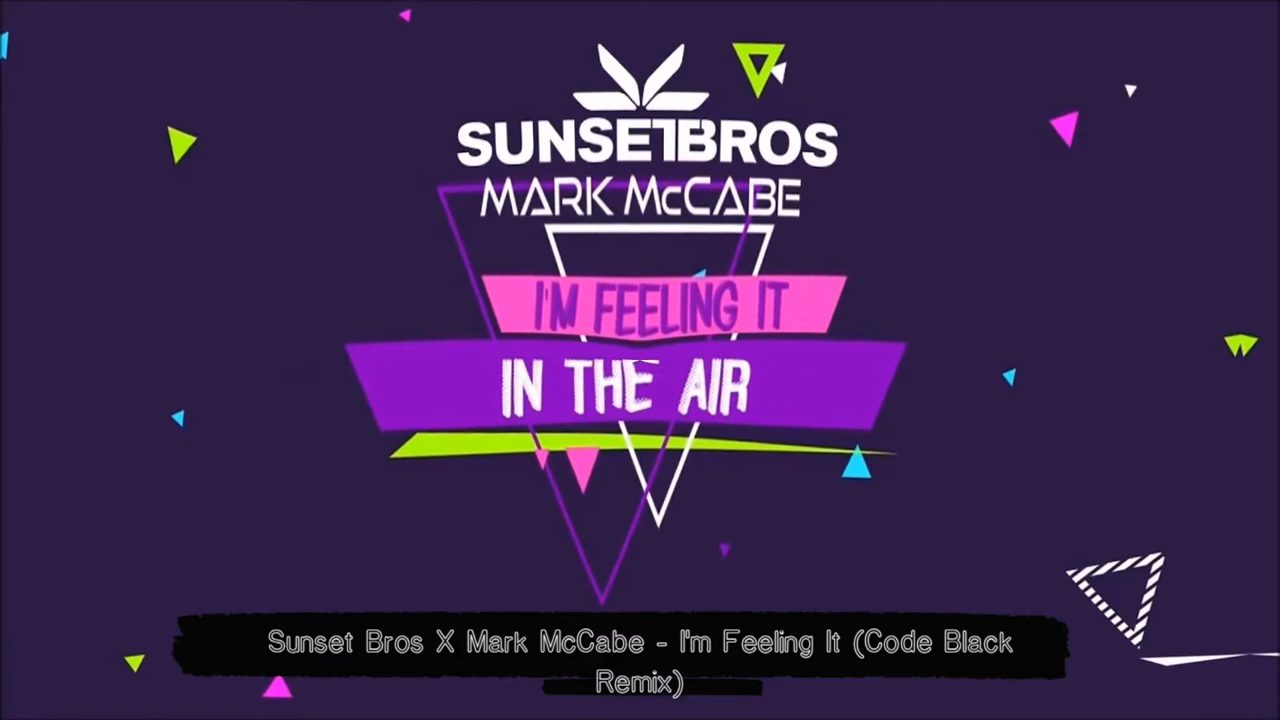 SUNSETBROS
MARK McCABE
I'M FEELING IT
IN THE AIR
Sunset Bros X Mark McCabe - I'm Feeling It (Code Black
Remix)